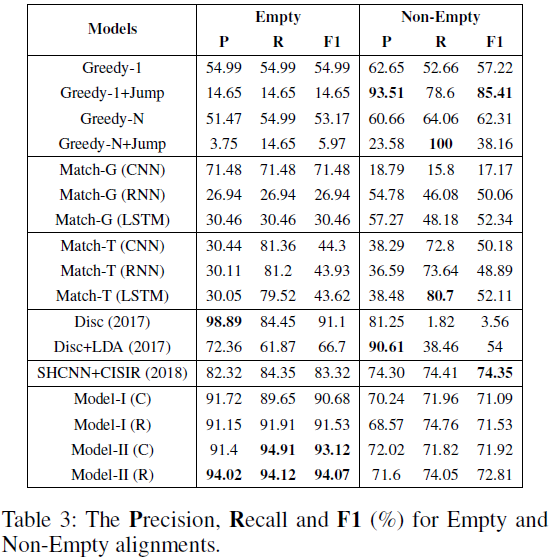 Models Empty Non-Empty
P R F1 P R F1
Greedy-1 54.99 54.99 54.99 62.65 52.66 57.22
Greedy-1+Jump 14.65 14.65 14.65 93.51 78.6 85.41
Greedy-N 51.47 54.99 53.17 60.66 64.06 62.31
Greedy-N+Jump 3.75 14.65 5.97 23.58 100 38.16
Match-G (CNN) 71.48 71.48 71.48 18.79 15.8 17.17
Match-G (RNN) 26.94 26.94 26.94 54.78 46.08 50.06
Match-G (LSTM) 30.46 30.46 30.46 57.27 48.18 52.34
Match-T (CNN) 30.44 81.36 44.3 38.29 72.8 50.18
Match-T (RNN) 30.11 81.2 43.93 36.59 73.64 48.89
Match-T (LSTM) 30.05 79.52 43.62 38.48 80.7 52.11
Disc (2017) 98.89 84.45 91.1 81.25 1.82 3.56
Disc+LDA (2017) 72.36 61.87 66.7 90.61 38.46 54
SHCNN+CISIR (2018) 82.32 84.35 83.32 74.30 74.41 74.35
Model-I (C) 91.72 89.65 90.68 70.24 71.96 71.09
Model-I (R) 91.15 91.91 91.53 68.57 74.76 71.53
Model-II (C) 91.4 94.91 93.12 72.02 71.82 71.92
Model-II (R) 94.02 94.12 94.07 71.6 74.05 72.81
Table 3: The Precision, Recall and F1 (%) for Empty and
Non-Empty alignments.